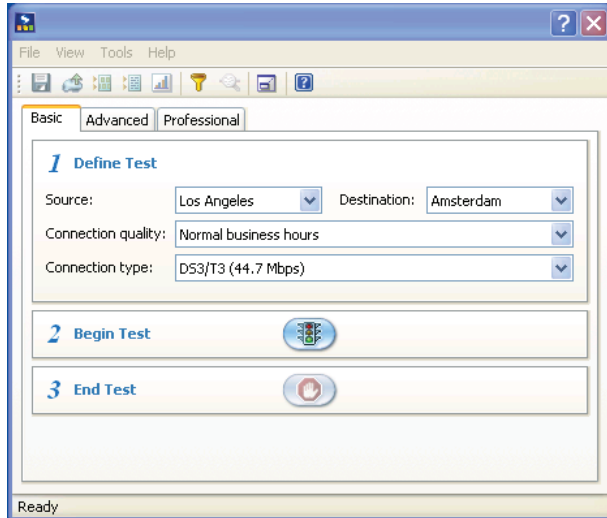 File View Tools Help
Basic Advanced Professional
1 Define Test
Source: Los Angeles Destination: Amsterdam
Connection quality: Normal business hours
Connection type: DS3/T3 (44.7 Mbps)
2 Begin Test
3 End Test
Ready